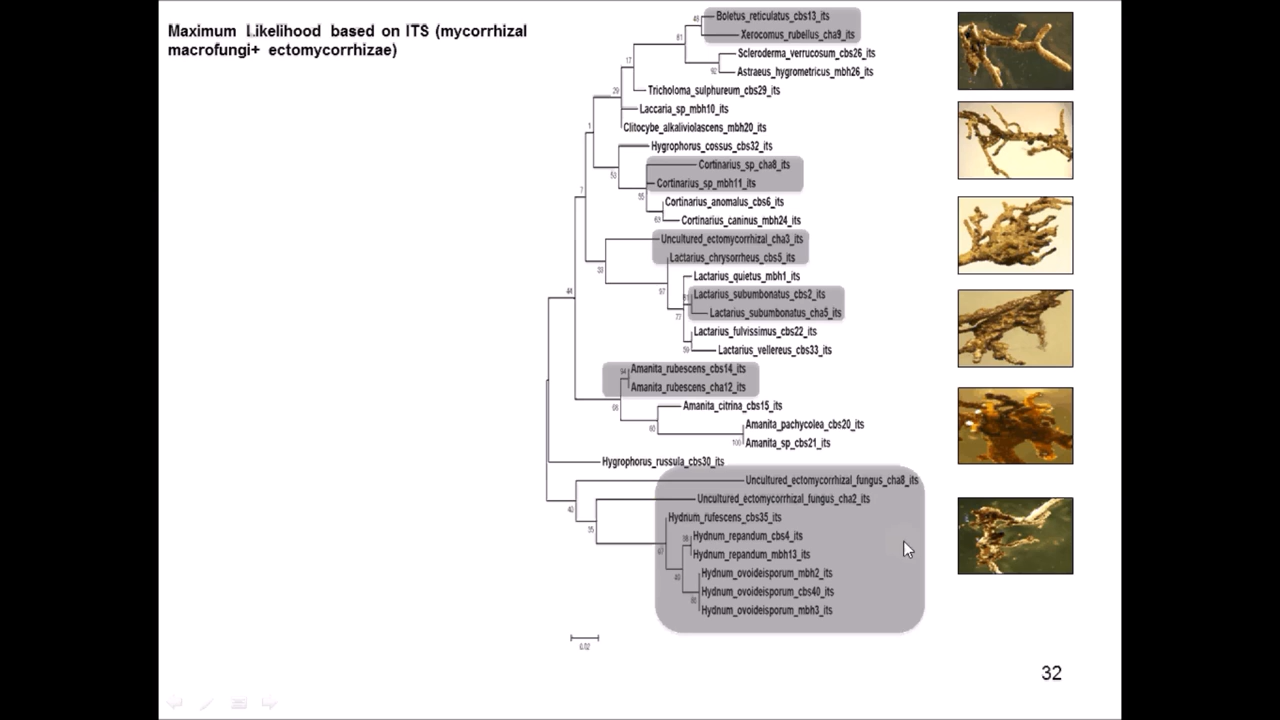 Maximum Likelihood based on ITS (mycorrhizal
macrofungi+ ectomycorrhizae)
Boletus_reticulatus_cbs13_its
Xerocomus_rubellus_cha9_its
Scleroderma_verrucosum_cbs26_its
Astraeus_hygrometricus_mbh26_its
Tricholoma_sulphureum_cbs29_its
Laccaria_sp_mbh10_its
Clitocybe_alkaliviolascens_mbh20_its
Hygrophorus_cossus_cbs32_its
Cortinarius_sp_cha8_its
Cortinarius_sp_mbh11_its
Cortinarius_anomalus_cbs6_its
Cortinarius_caninus_mbh24_its
Uncultured_ectomycorrhizal_cha3_its
Lactarius_chrysorrheus_cbs5_its
Lactarius_quietus_mbh1_its
Lactarius_subumbonatus_cbs2_its
Lactarius_subumbonatus_cha5_its
Lactarius_fulvissimus_cbs22_its
Lactarius_vellereus_cbs33_its
Amanita_rubescens_cbs14_its
Amanita_rubescens_cha12_its
Amanita_citrina_cbs15_its
Amanita_pachycolea_cbs20_its
Amanita_sp_cbs21_its
Hygrophorus_russula_cbs30_its
Uncultured_ectomycorrhizal_fungus_cha8_its
Uncultured_ectomycorrhizal_fungus_cha2_its
Hydnum_rufescens_cbs35_its
Hydnum_repandum_cbs4_its
Hydnum_repandum_mbh13_its
Hydnum_ovoideisporum_mbh2_its
Hydnum_ovoideisporum_cbs40_its
Hydnum_ovoideisporum_mbh3_its
0.02
32